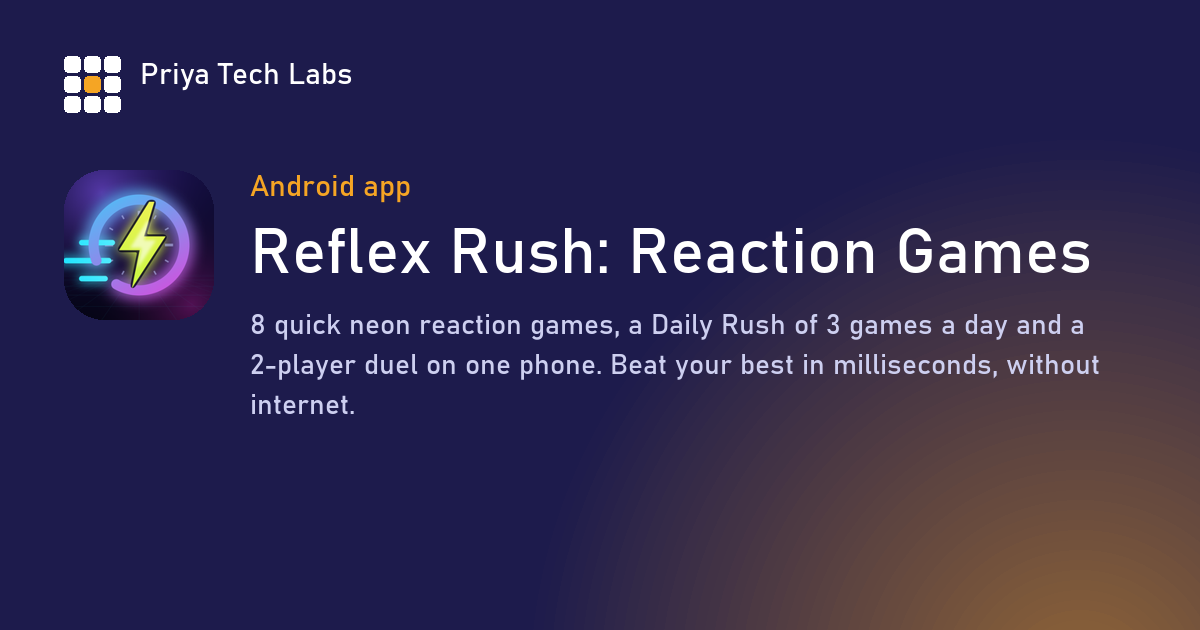 Priya Tech Labs
Android app
Reflex Rush: Reaction Games
8 quick neon reaction games, a Daily Rush of 3 games a day and a
2-player duel on one phone. Beat your best in milliseconds, without
internet.